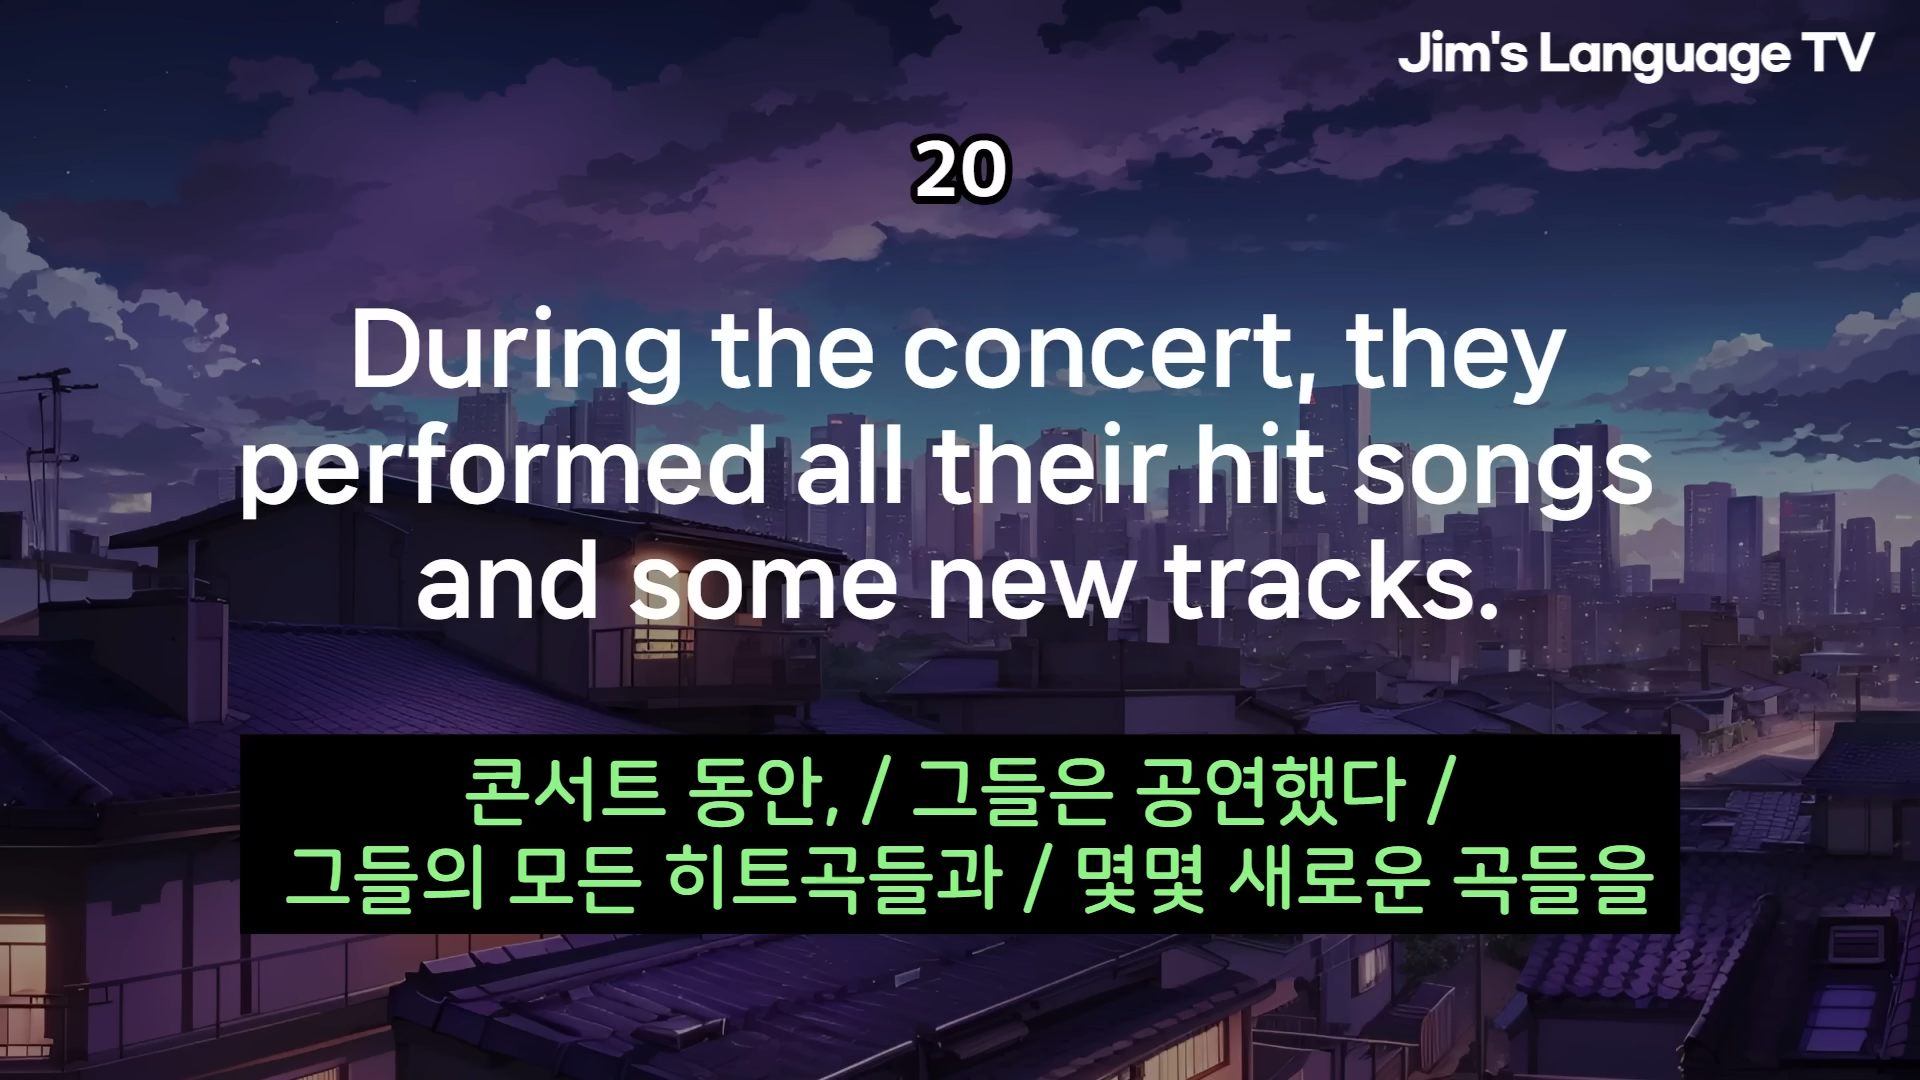 Jim's Language TV
20
During the concert, they
performed all their hit songs
and some new tracks.
콘서트 동안, / 그들은 공연했다 /
그들의 모든 히트곡들과 / 몇몇 새로운 곡들을